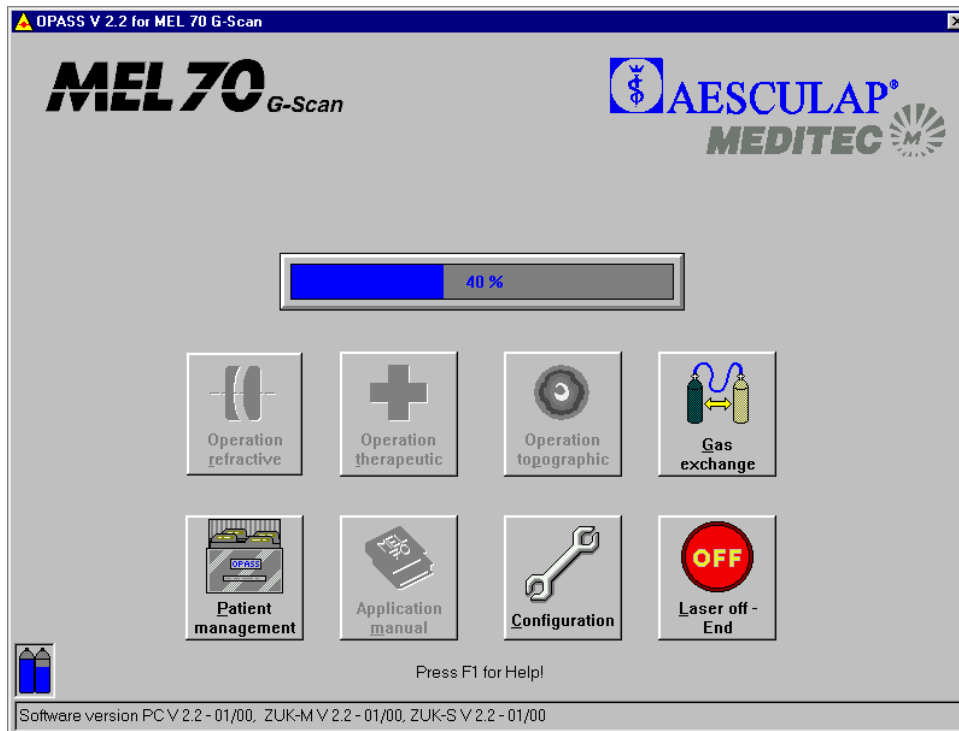 OPASS V 2.2 for MEL 70 G-Scan
MEL 70 G-Scan
AESCULAP®
MEDITEC
40 %
Operation
refractive
Operation
therapeutic
Operation
topographic
Gas
exchange
OPASS
Patient
management
MEL
70
Application
manual
Configuration
OFF
Laser off -
End
Press F1 for Help!
Software version PC V 2.2 - 01/00, ZUK-M V 2.2 - 01/00, ZUK-S V 2.2 - 01/00